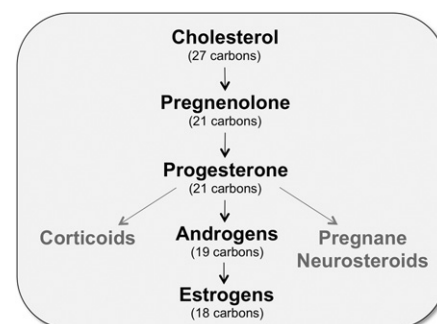 Cholesterol
(27 carbons)
Pregnenolone
(21 carbons)
Progesterone
(21 carbons)
Corticoids
Androgens
(19 carbons)
Pregnane
Neurosteroids
Estrogens
(18 carbons)